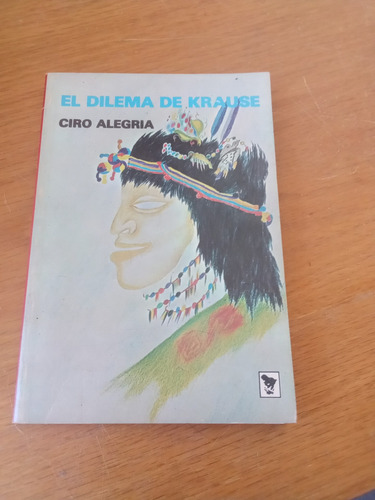 EL DILEMA DE KRAUSE
CIRO ALEGRIA